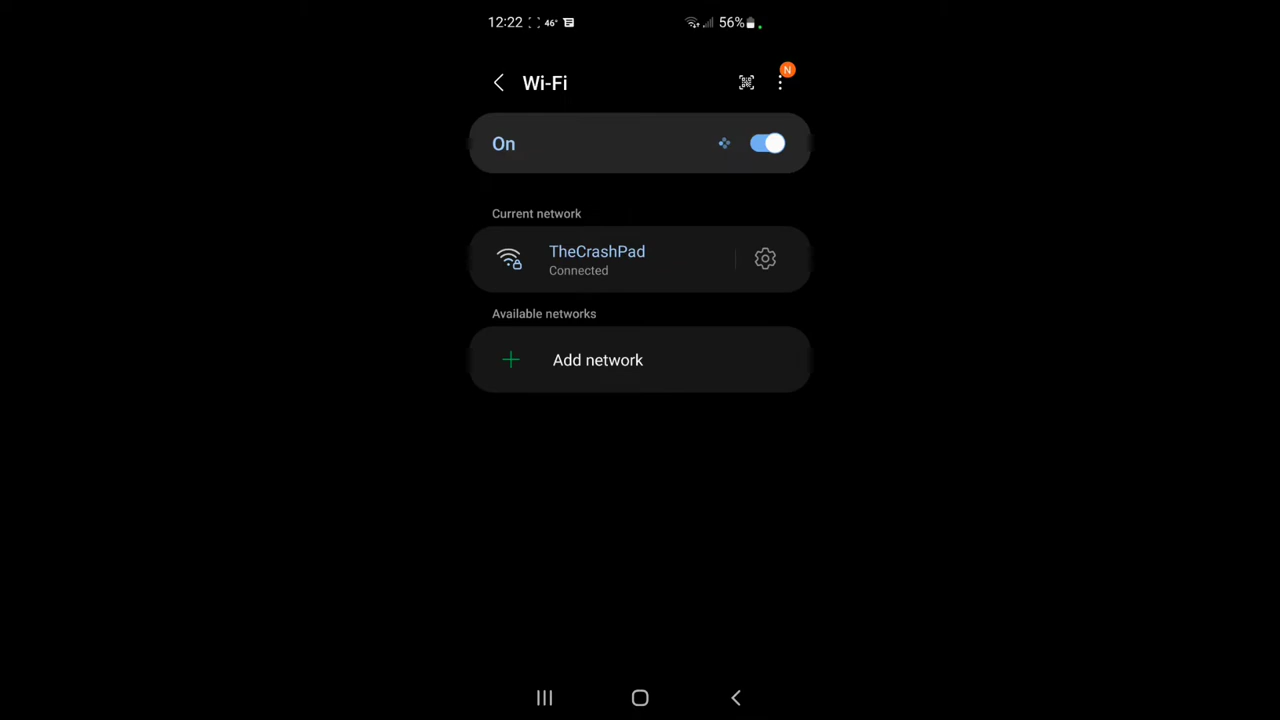 12:22 46° 56%
Wi-Fi N
On
Current network
TheCrashPad
Connected
Available networks
Add network